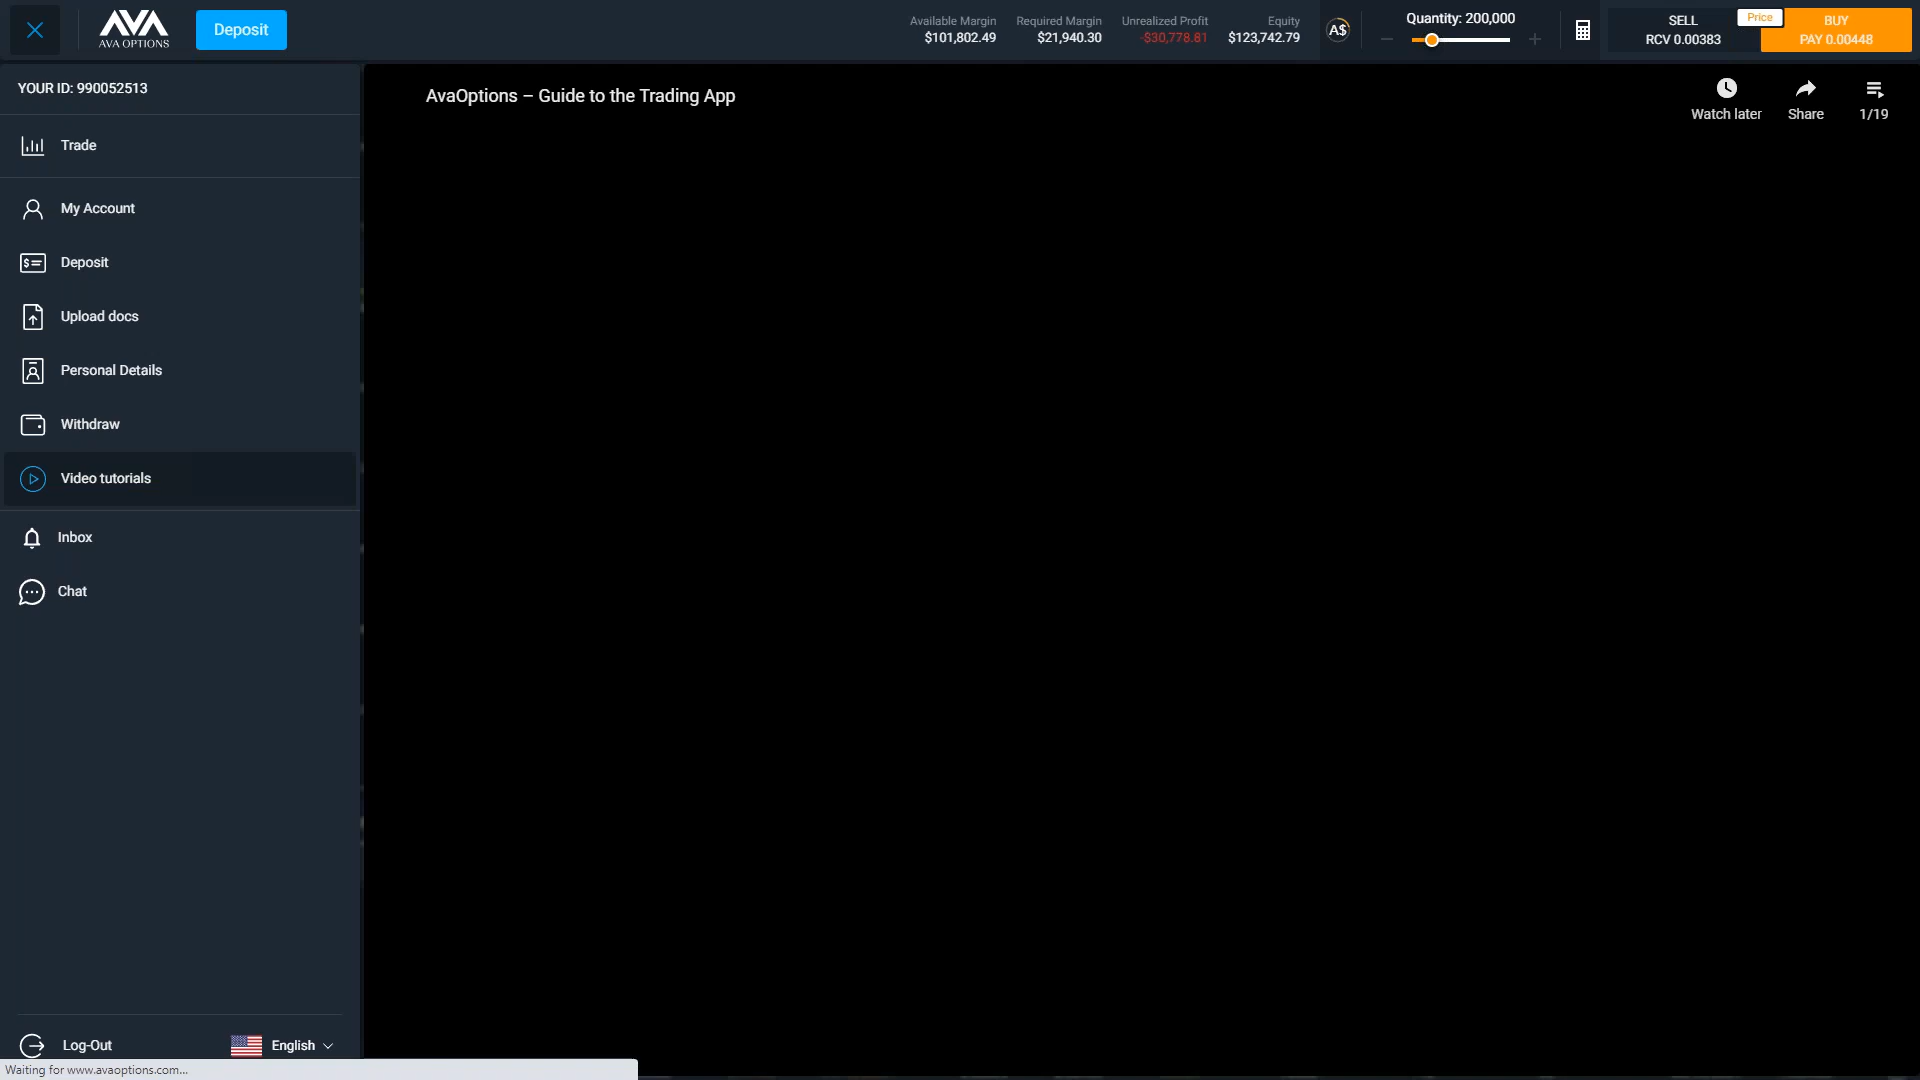 AVA OPTIONS
Deposit
Available Margin
$101,802.49
Required Margin
$21,940.30
Unrealized Profit
-$30,778.81
Equity
$123,742.79
A$
Quantity: 200,000
SELL
RCV 0.00383
Price
BUY
PAY 0.00448
YOUR ID: 990052513
Trade
My Account
Deposit
Upload docs
Personal Details
Withdraw
Video tutorials
Inbox
Chat
Log-Out
English
Waiting for www.avaoptions.com...
AvaOptions – Guide to the Trading App
Watch later
Share
1/19